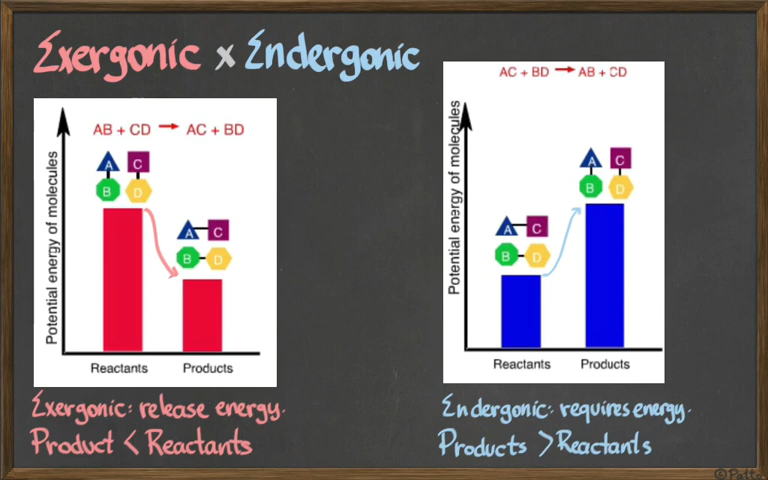 Exergonic x Endergonic
AB + CD → AC + BD
Potential energy of molecules
A C
B D
A C
B D
Reactants Products
Exergonic: release energy.
Product < Reactants
AC + BD → AB + CD
Potential energy of molecules
A C
B D
A C
B D
Reactants Products
Endergonic: requires energy.
Products > Reactants